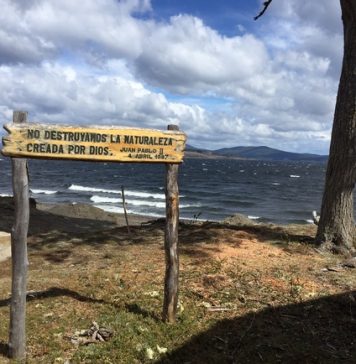 NO DESTRUYAMOS LA NATURALEZA
CREADA POR DIOS. JUAN PABLO II
4 ABRIL 1987